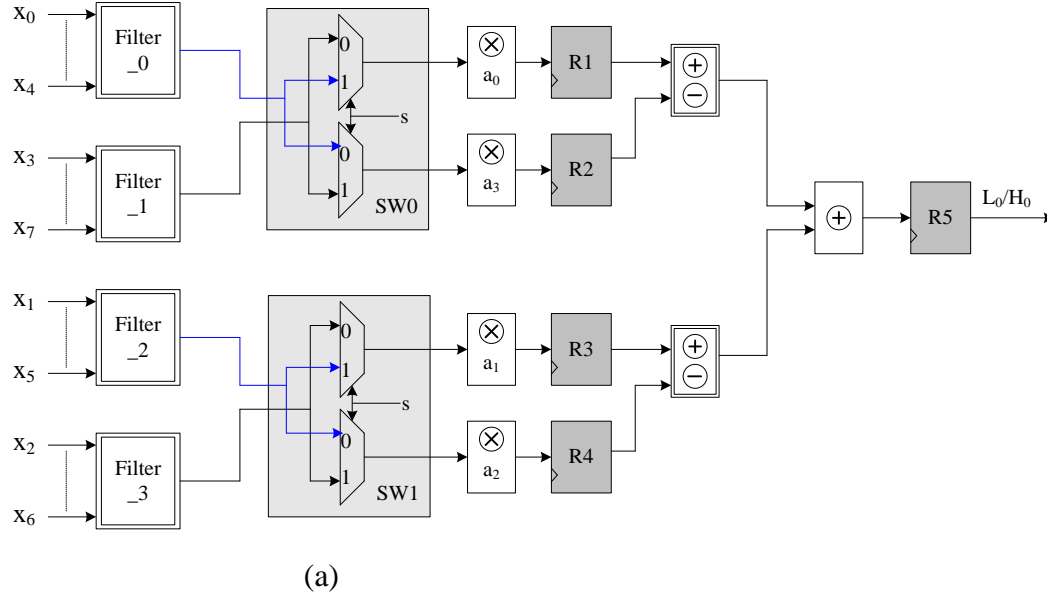 x₀
Filter
_0
x₄
0
1
s
0
1
SW0
⊗
a₀
R1
⊗
a₃
R2
+
−
x₃
Filter
_1
x₇
+
R5
L₀/H₀
x₁
Filter
_2
x₅
0
1
s
0
1
SW1
⊗
a₁
R3
⊗
a₂
R4
+
−
x₂
Filter
_3
x₆
(a)